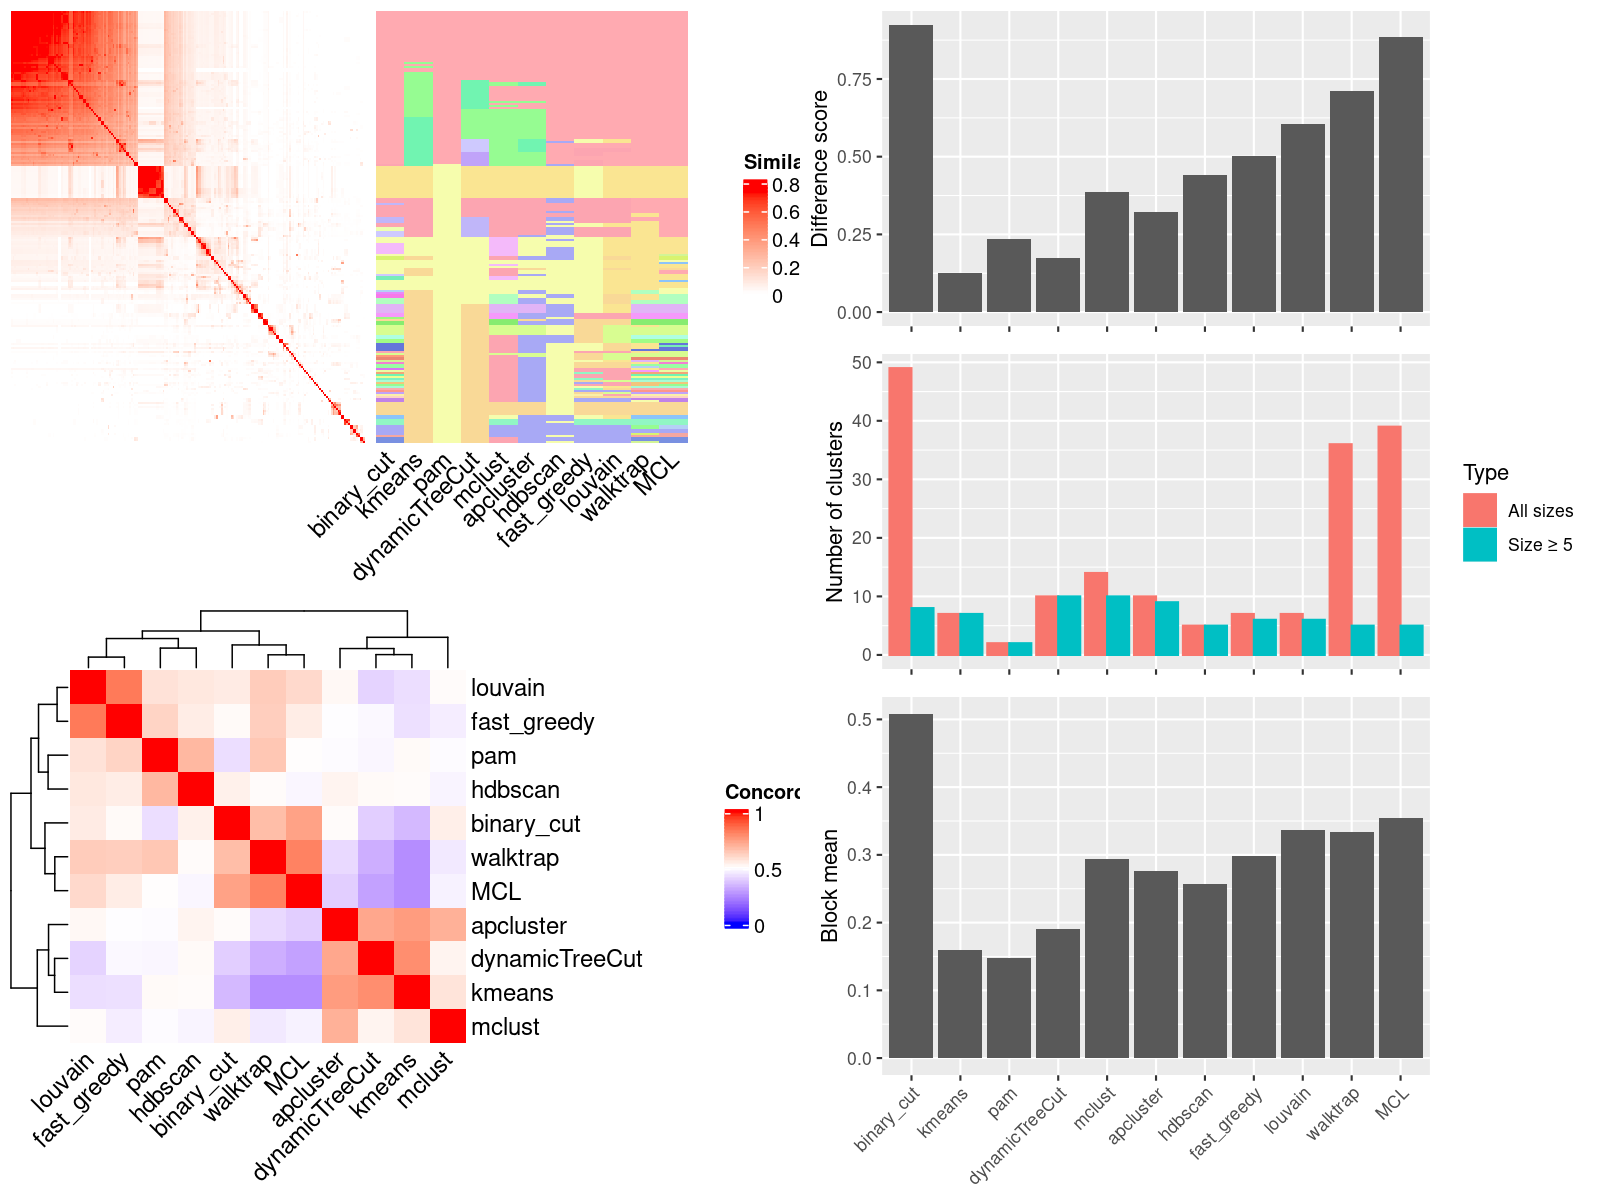 Simila
0.8
0.6
0.4
0.2
0
binary_cut
kmeans
pam
dynamicTreeCut
mclust
apcluster
hdbscan
fast_greedy
louvain
walktrap
MCL
Difference score
0.75
0.50
0.25
0.00
Number of clusters
50
40
30
20
10
0
Type
All sizes
Size ≥ 5
louvain
fast_greedy
pam
hdbscan
binary_cut
walktrap
MCL
apcluster
dynamicTreeCut
kmeans
mclust
louvain
fast_greedy
pam
hdbscan
binary_cut
walktrap
MCL
apcluster
dynamicTreeCut
kmeans
mclust
Concord
1
0.5
0
Block mean
0.5
0.4
0.3
0.2
0.1
0.0
binary_cut
kmeans
pam
dynamicTreeCut
mclust
apcluster
hdbscan
fast_greedy
louvain
walktrap
MCL